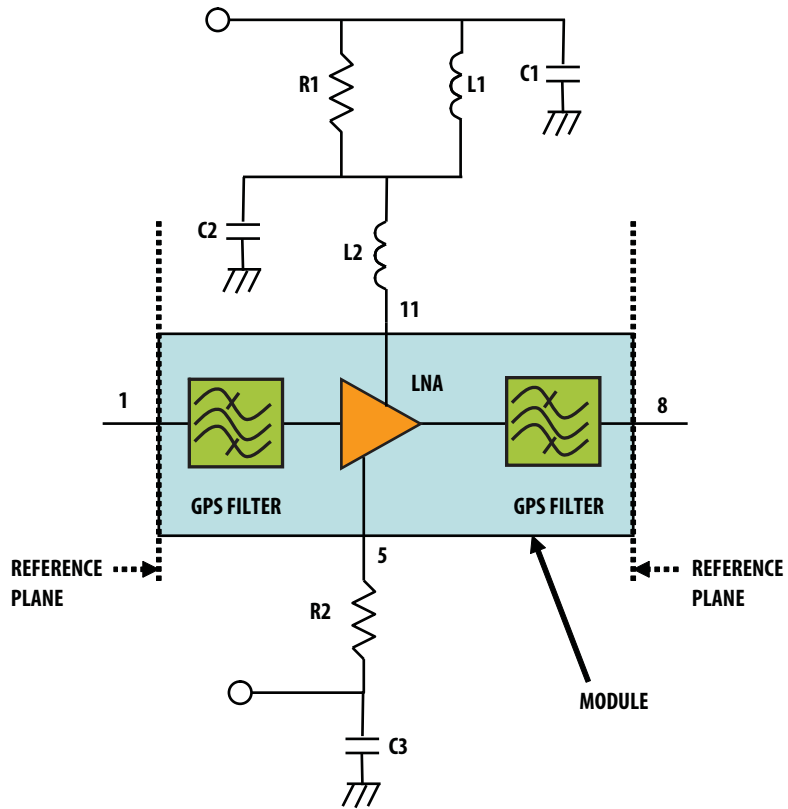 R1
L1
C1
C2
L2
11
LNA
1
8
GPS FILTER
GPS FILTER
5
REFERENCE
PLANE
REFERENCE
PLANE
R2
MODULE
C3